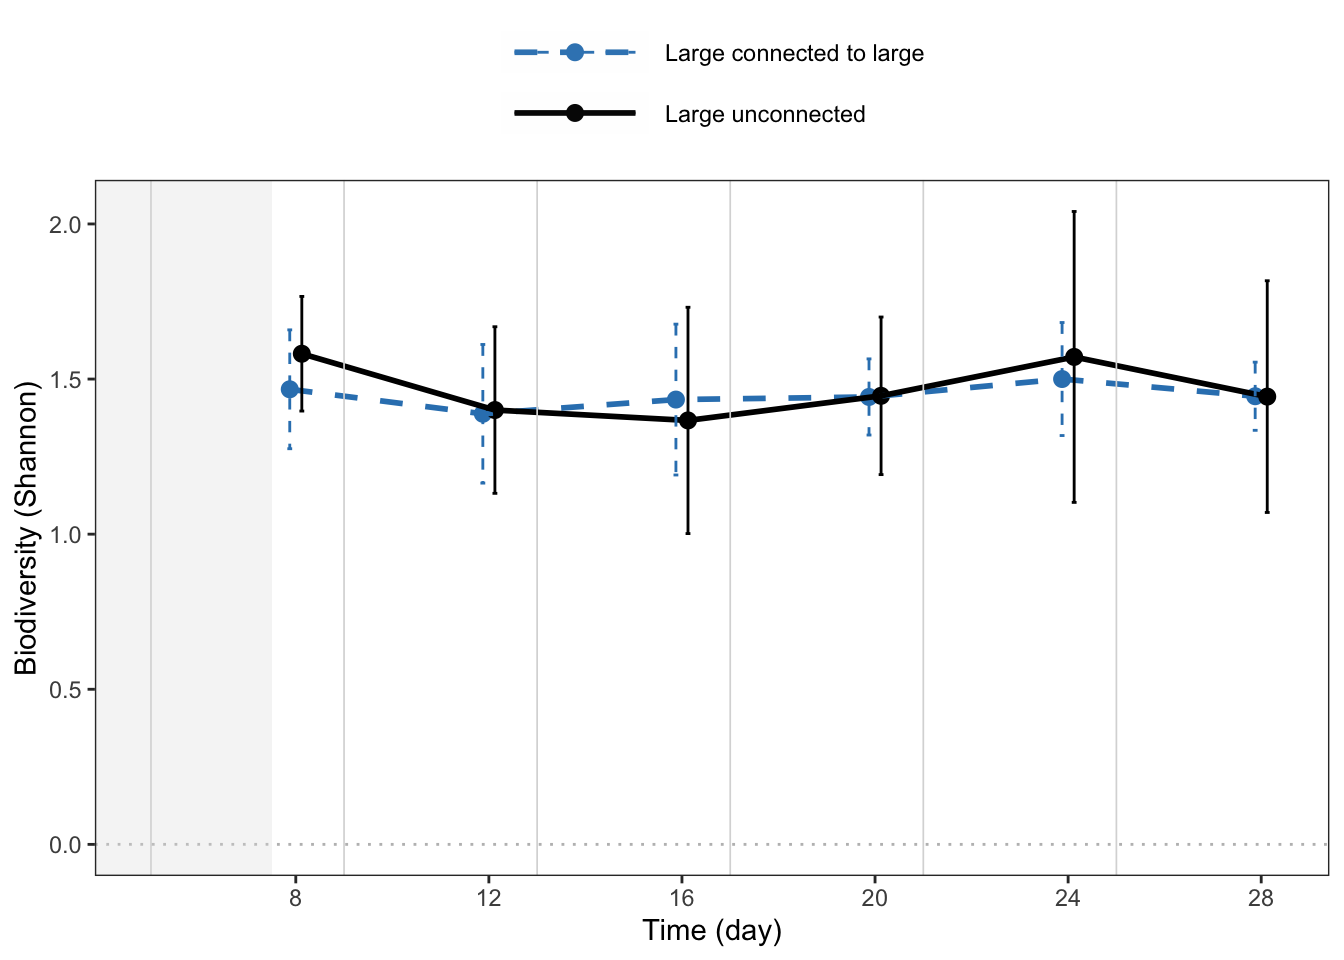 Large connected to large
Large unconnected
2.0
1.5
1.0
0.5
0.0
Biodiversity (Shannon)
8 12 16 20 24 28
Time (day)